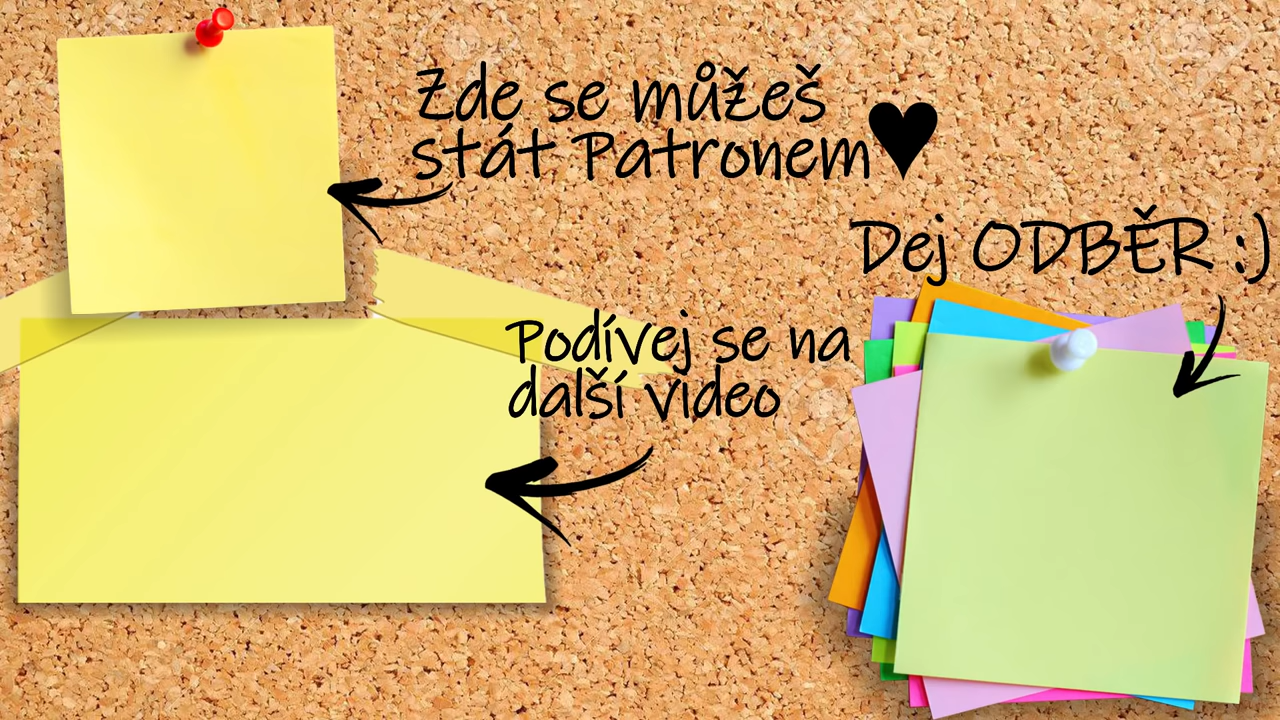 Zde se můžeš
stát Patronem♥
Dej ODBĚR :)
Podívej se na
další video